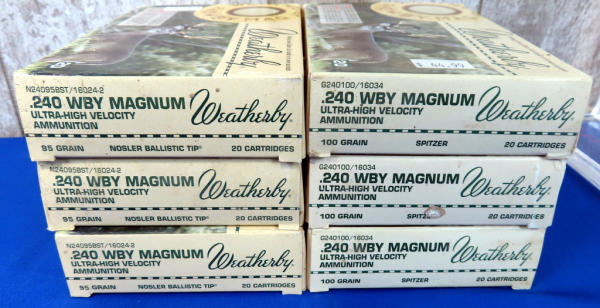 Weatherby
20
N24095BST/16024-2
.240 WBY MAGNUM
ULTRA-HIGH VELOCITY
AMMUNITION
Weatherby®
95 GRAIN NOSLER BALLISTIC TIP® 20 CARTRIDGES
N24095BST/16024-2
.240 WBY MAGNUM
ULTRA-HIGH VELOCITY
AMMUNITION
Weatherby®
95 GRAIN NOSLER BALLISTIC TIP® 20 CARTRIDGES
N24095BST/16024-2
.240 WBY MAGNUM
ULTRA-HIGH VELOCITY
AMMUNITION
Weatherby®
95 GRAIN NOSLER BALLISTIC TIP® 20 CARTRIDGES
Weatherby
20
$ 44.99
G240100/16034
.240 WBY MAGNUM
ULTRA-HIGH VELOCITY
AMMUNITION
Weatherby®
100 GRAIN SPITZER 20 CARTRIDGES
G240100/16034
.240 WBY MAGNUM
ULTRA-HIGH VELOCITY
AMMUNITION
Weatherby®
100 GRAIN SPITZER 20 CARTRIDGES
G240100/16034
.240 WBY MAGNUM
ULTRA-HIGH VELOCITY
AMMUNITION
Weatherby®
100 GRAIN SPITZER 20 CARTRIDGES